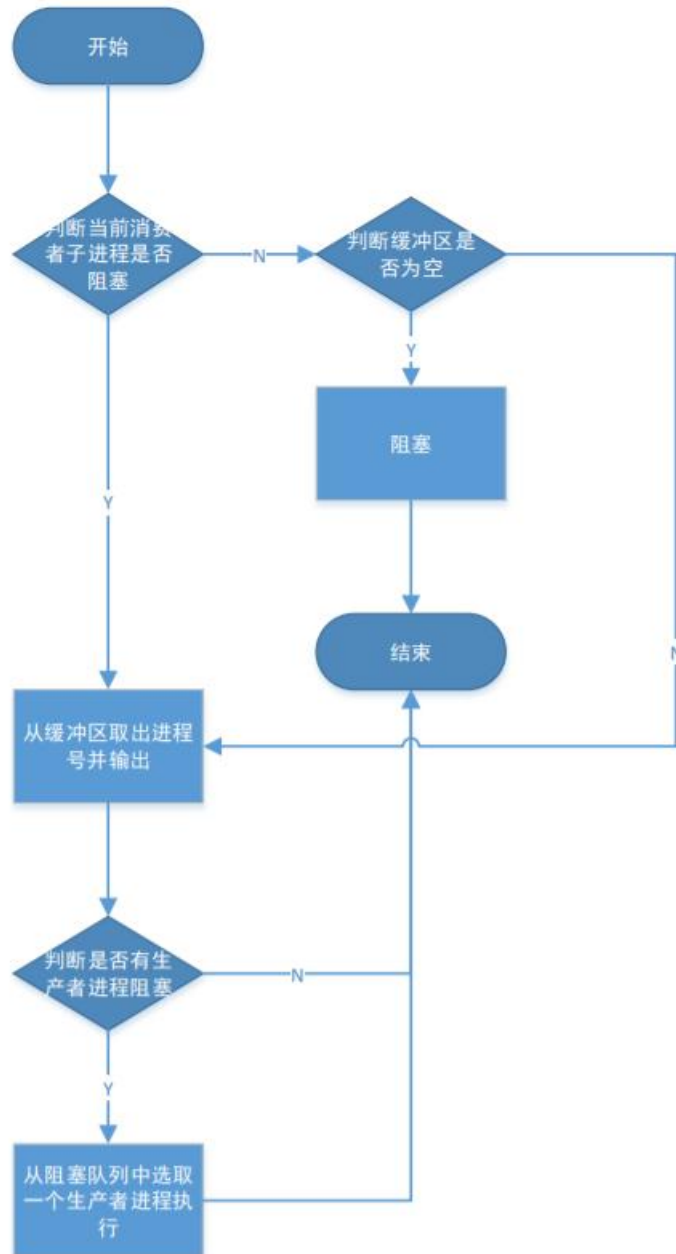 开始
判断当前消费
者子进程是否
阻塞
N
判断缓冲区是
否为空
Y
阻塞
Y
结束
N
从缓冲区取出进程
号并输出
判断是否有生
产者进程阻塞
N
Y
从阻塞队列中选取
一个生产者进程执
行